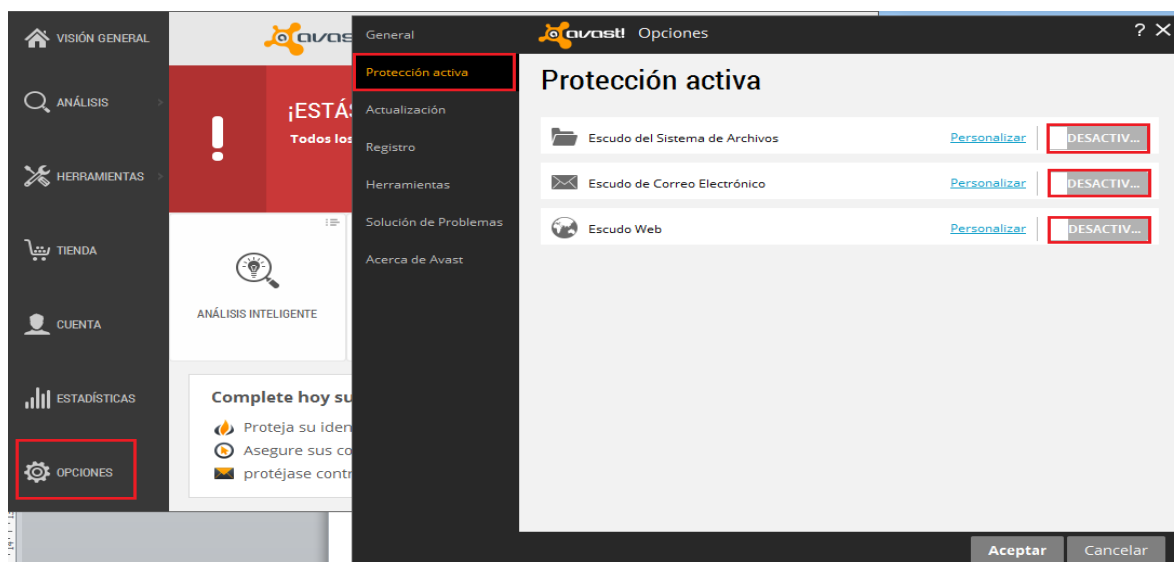 VISIÓN GENERAL
ANÁLISIS
HERRAMIENTAS
TIENDA
CUENTA
ESTADÍSTICAS
OPCIONES
avas
¡ESTÁS
Todos los
ANÁLISIS INTELIGENTE
Complete hoy su
Proteja su iden
Asegure sus co
protéjase contr
General
Protección activa
Actualización
Registro
Herramientas
Solución de Problemas
Acerca de Avast
avast! Opciones
?
Protección activa
Escudo del Sistema de Archivos Personalizar DESACTIV...
Escudo de Correo Electrónico Personalizar DESACTIV...
Escudo Web Personalizar DESACTIV...
Aceptar Cancelar